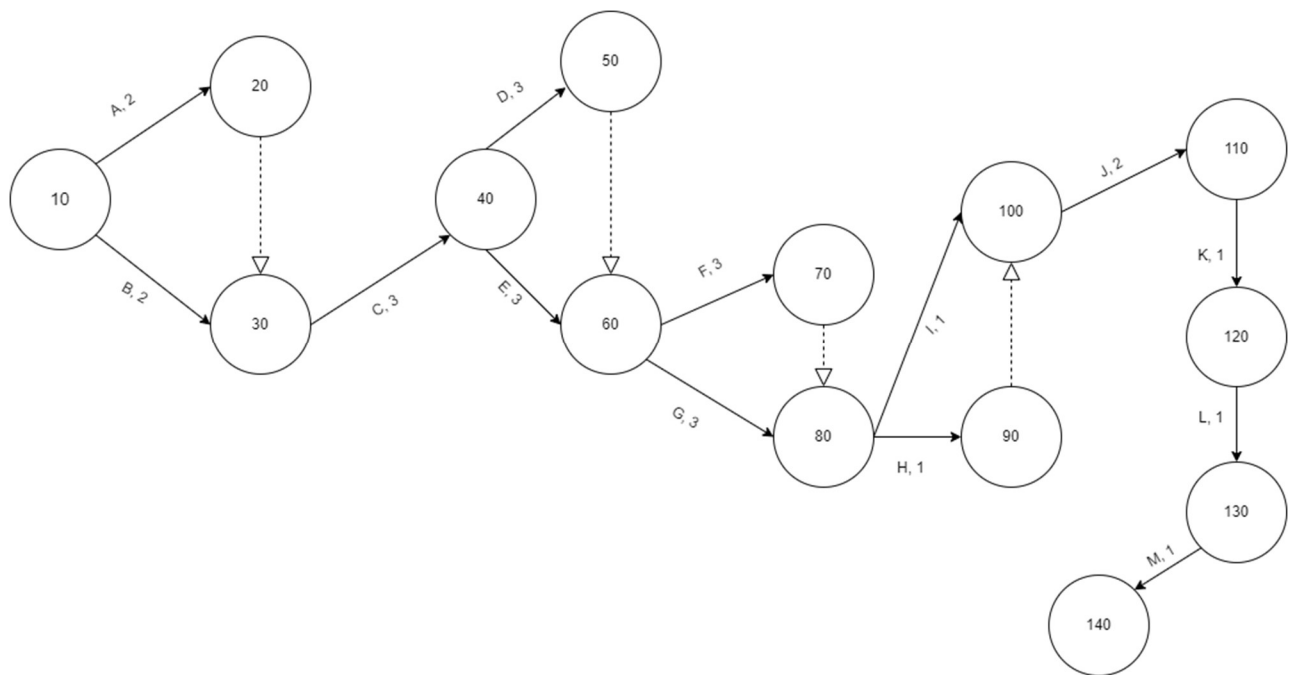 10
A, 2
20
B, 2
30
C, 3
40
D, 3
50
E, 3
60
F, 3
70
G, 3
80
H, 1
90
I, 1
100
J, 2
110
K, 1
120
L, 1
130
M, 1
140